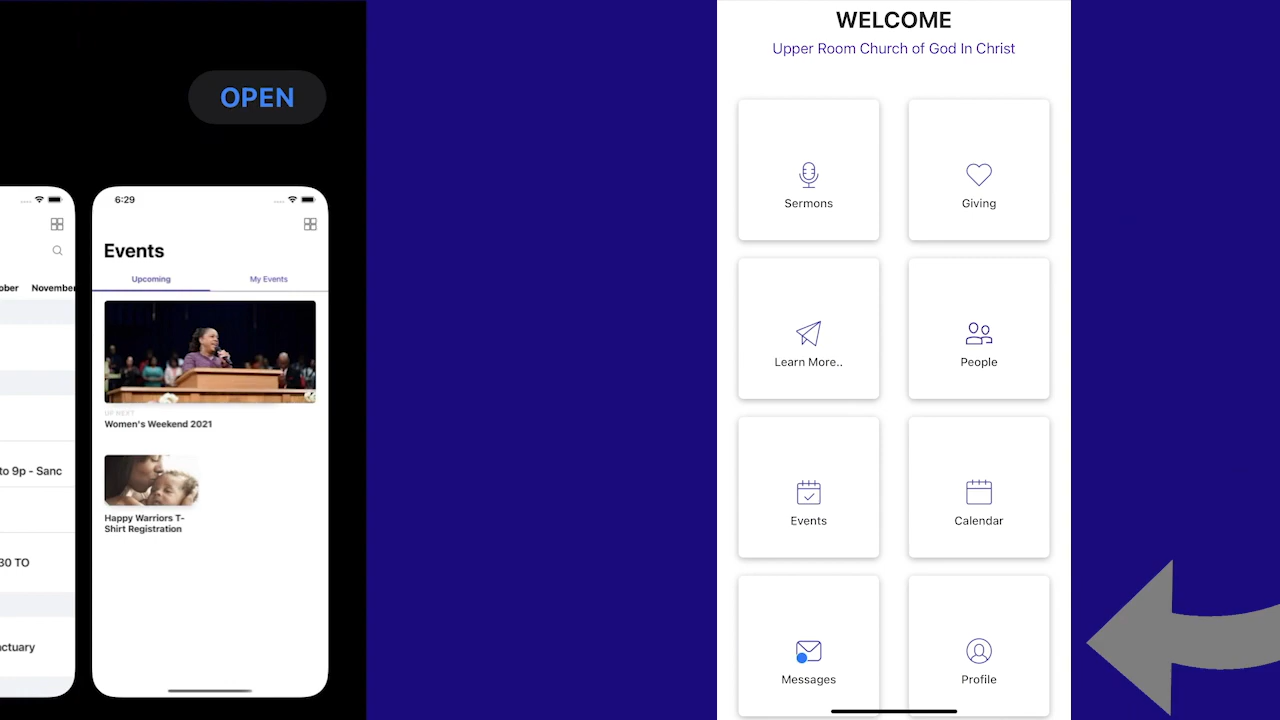 OPEN
6:29
Events
Upcoming
My Events
UP NEXT
Women's Weekend 2021
Happy Warriors T-
Shirt Registration
ober
November
to 9p - Sanc
30 TO
ctuary
WELCOME
Upper Room Church of God In Christ
Sermons
Giving
Learn More..
People
Events
Calendar
Messages
Profile